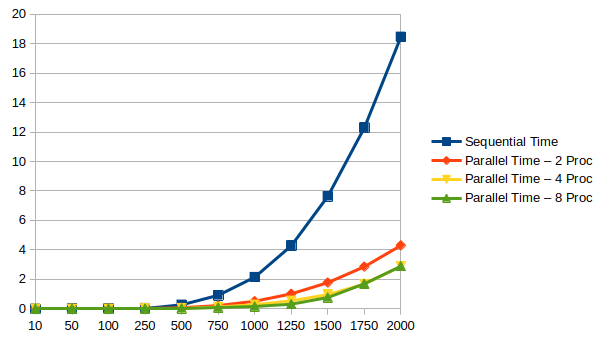 20
18
16
14
12
10
8
6
4
2
0
10 50 100 250 500 750 1000 1250 1500 1750 2000
Sequential Time
Parallel Time – 2 Proc
Parallel Time – 4 Proc
Parallel Time – 8 Proc